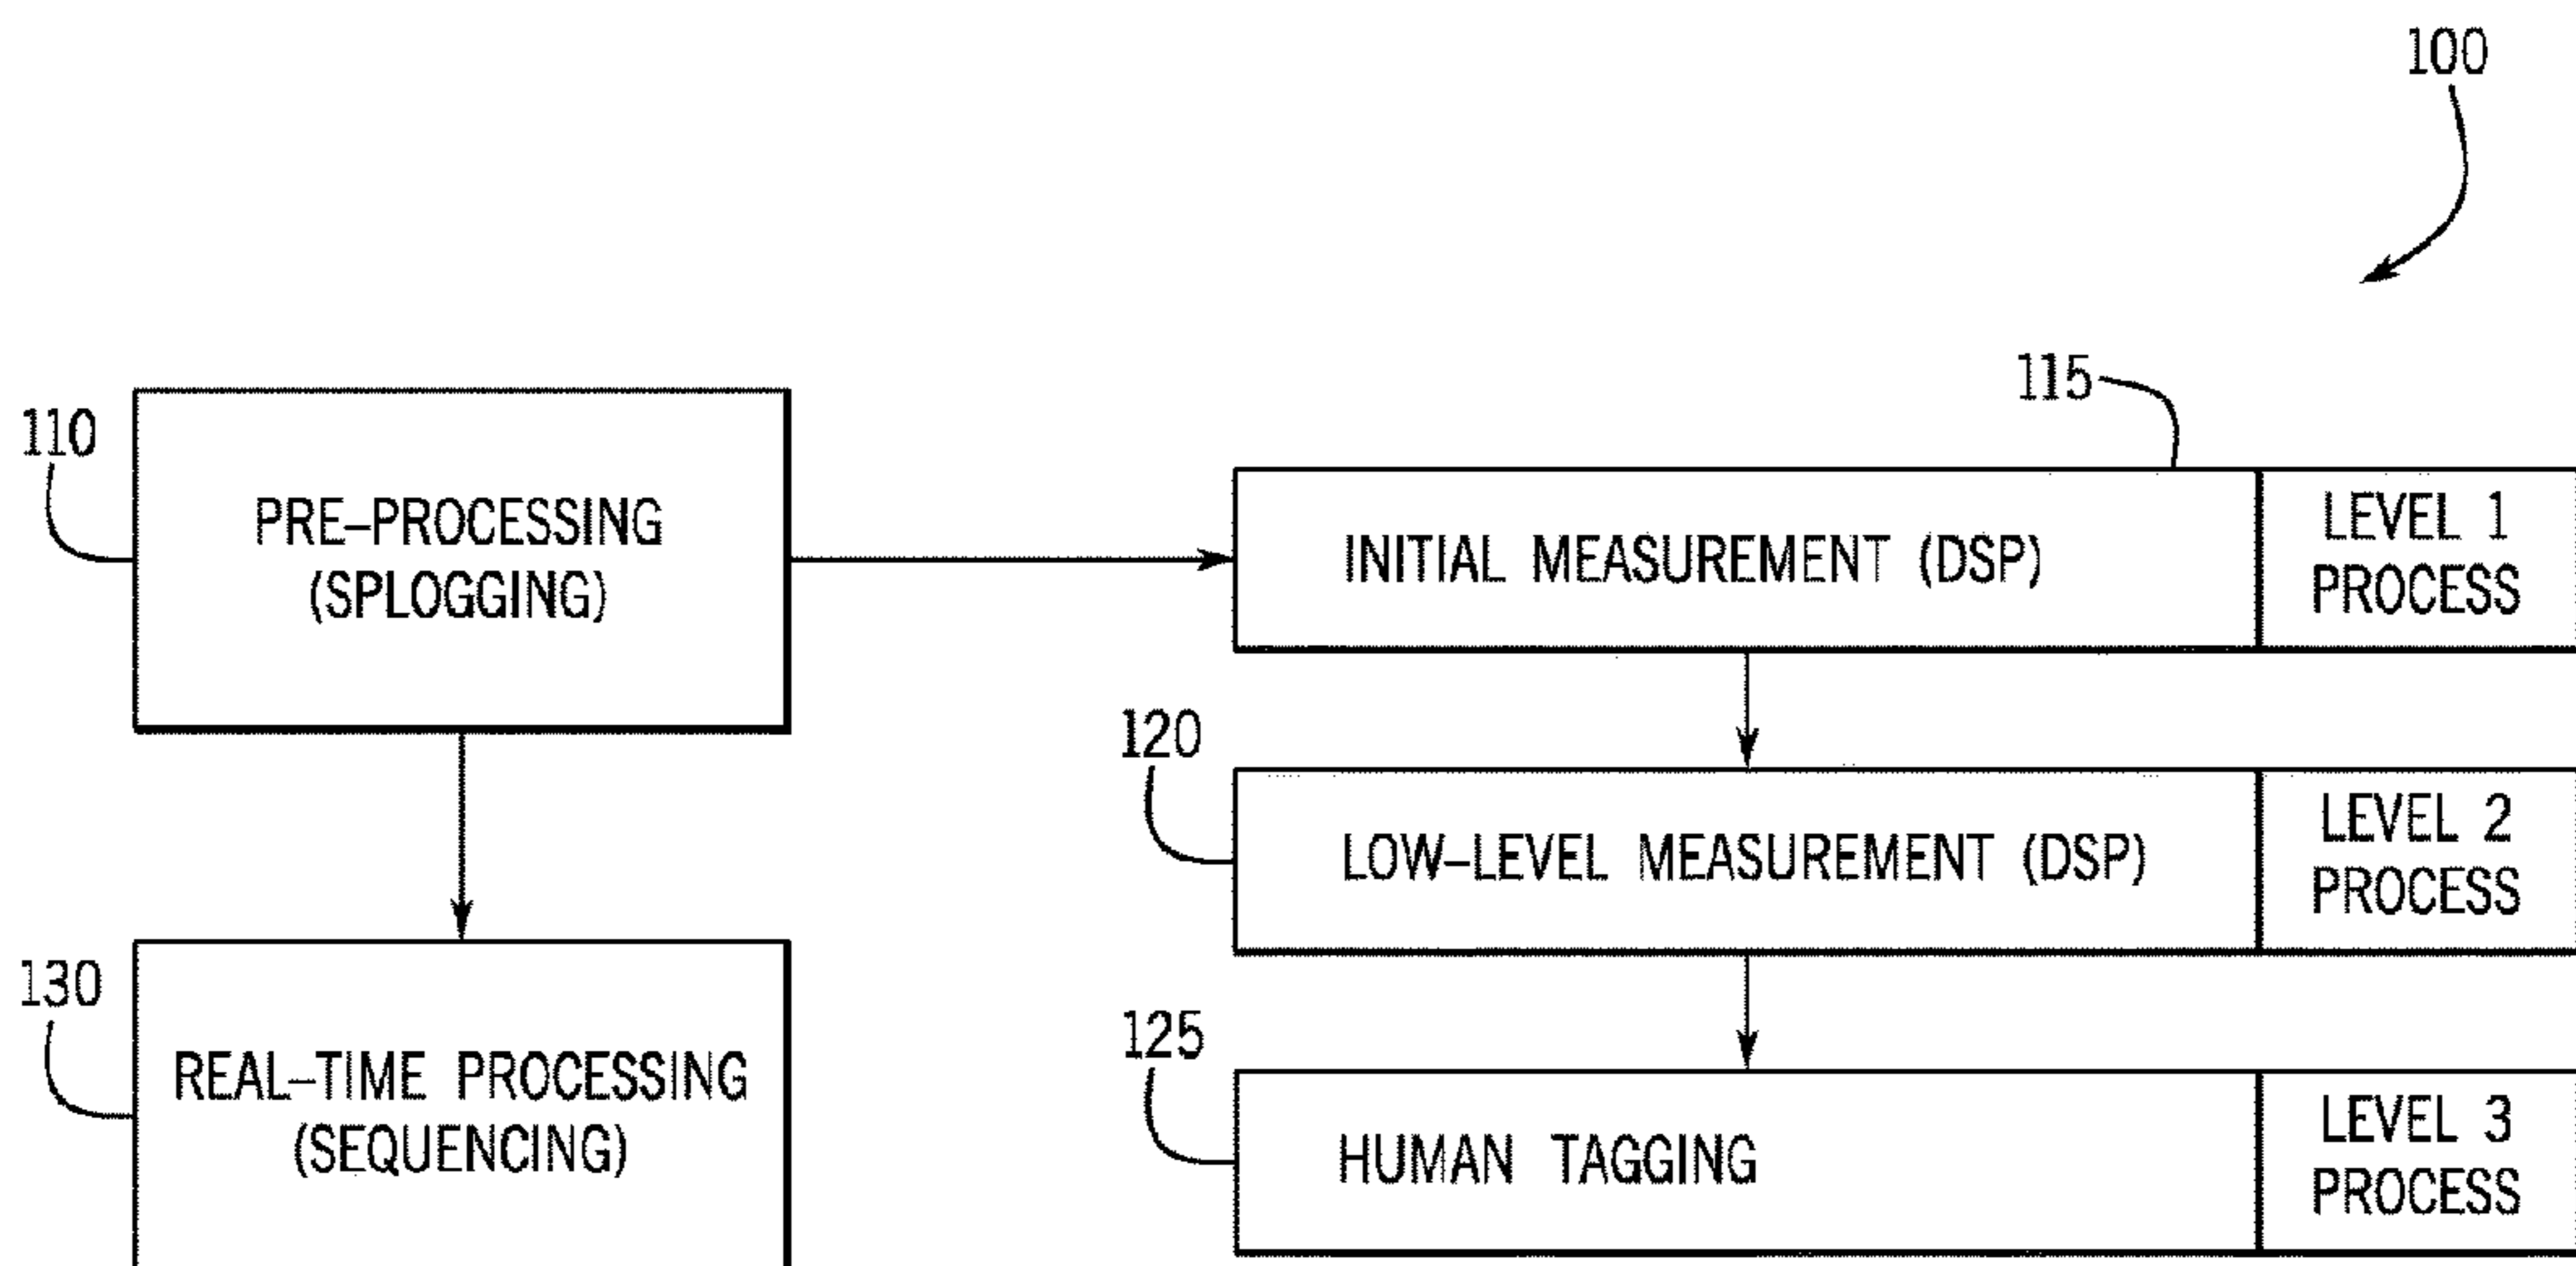 100
110
PRE–PROCESSING
(SPLOGGING)
115
INITIAL MEASUREMENT (DSP)
LEVEL 1
PROCESS
120
LOW–LEVEL MEASUREMENT (DSP)
LEVEL 2
PROCESS
130
REAL–TIME PROCESSING
(SEQUENCING)
125
HUMAN TAGGING
LEVEL 3
PROCESS